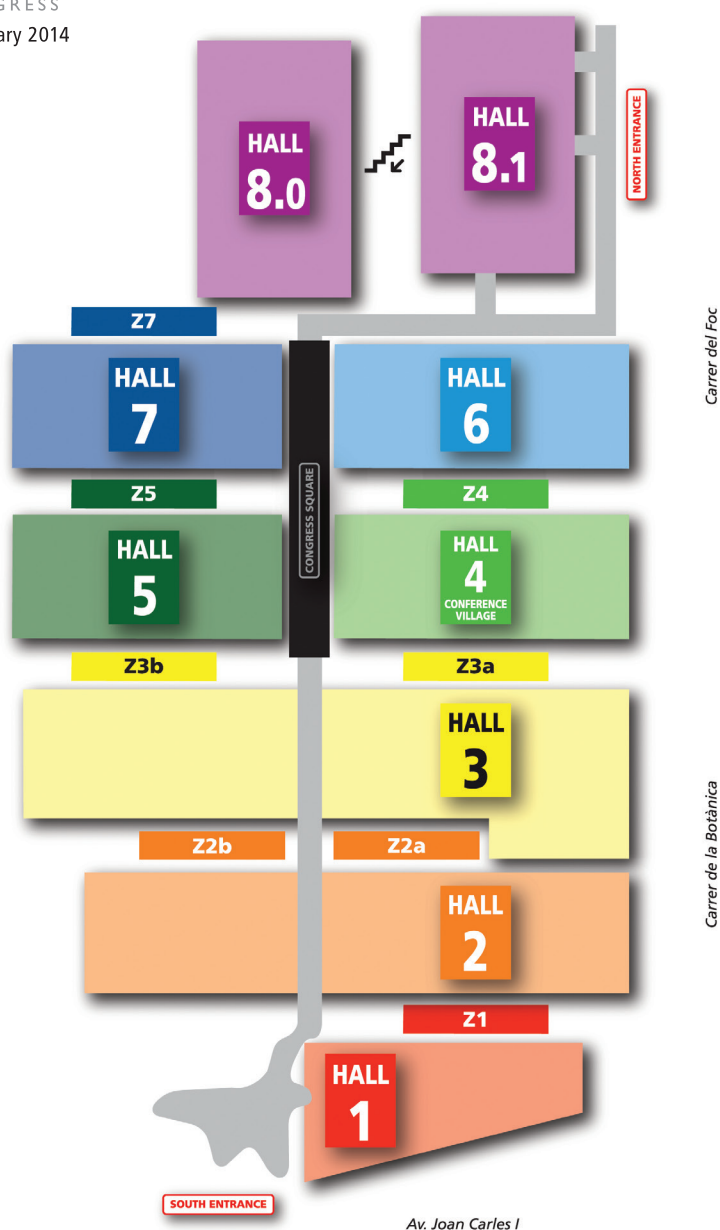 GRESS
ary 2014
HALL
8.0
HALL
8.1
NORTH ENTRANCE
Z7
Carrer del Foc
HALL
7
HALL
6
CONGRESS SQUARE
Z5
Z4
HALL
5
HALL
4
CONFERENCE
VILLAGE
Z3b
Z3a
HALL
3
Carrer de la Botànica
Z2b
Z2a
HALL
2
Z1
HALL
1
SOUTH ENTRANCE
Av. Joan Carles I